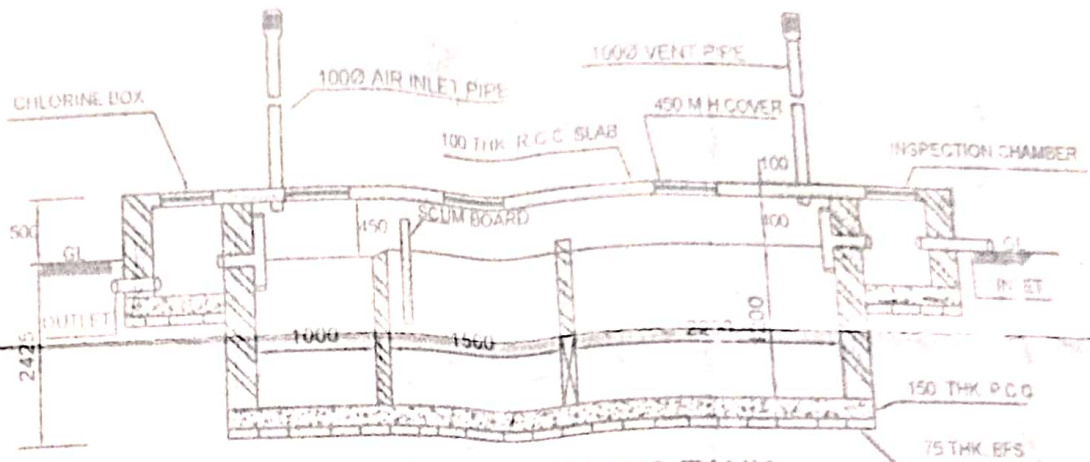 100Ø VENT PIPE
100Ø AIR INLET PIPE
CHLORINE BOX
450 M.H.COVER
100 THK. R.C.C. SLAB
INSPECTION CHAMBER
100
500
450
SCUM BOARD
400
GL
GL
INLET
OUTLET
1000
1500
2425
150 THK. P.C.C
75 THK. BFS